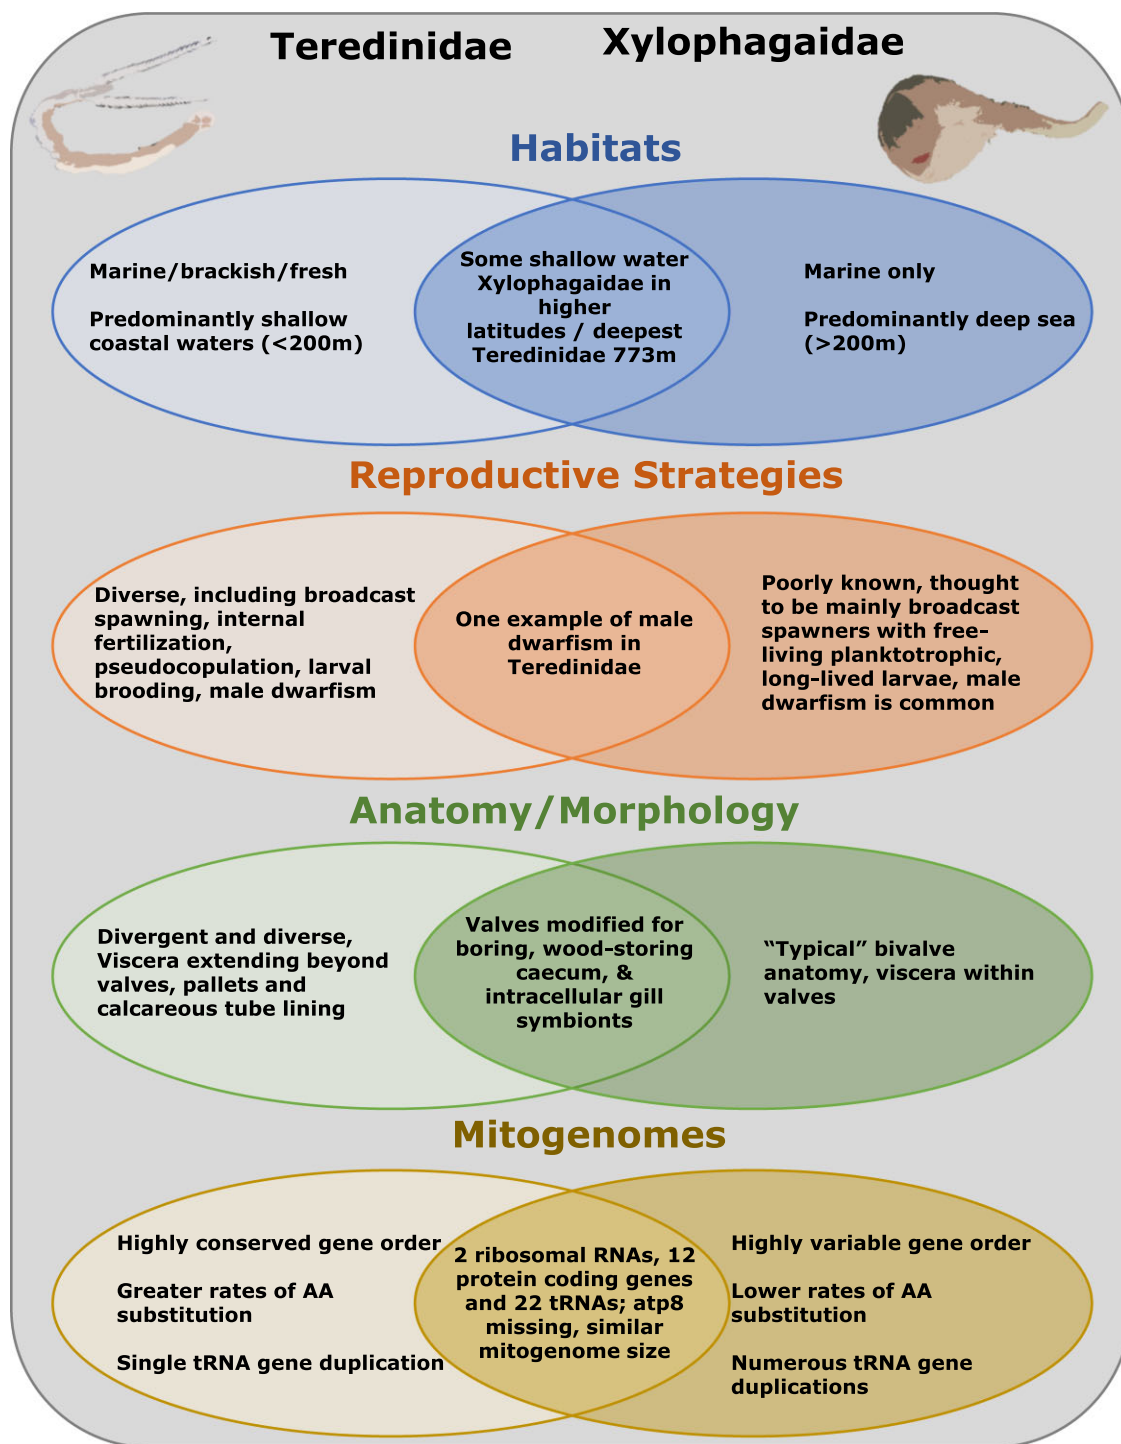 Teredinidae
Xylophagaidae
Habitats
Marine/brackish/fresh
Predominantly shallow
coastal waters (<200m)
Some shallow water
Xylophagaidae in
higher
latitudes / deepest
Teredinidae 773m
Marine only
Predominantly deep sea
(>200m)
Reproductive Strategies
Diverse, including broadcast
spawning, internal
fertilization,
pseudocopulation, larval
brooding, male dwarfism
One example of male
dwarfism in
Teredinidae
Poorly known, thought
to be mainly broadcast
spawners with free-
living planktotrophic,
long-lived larvae, male
dwarfism is common
Anatomy/Morphology
Divergent and diverse,
Viscera extending beyond
valves, pallets and
calcareous tube lining
Valves modified for
boring, wood-storing
caecum, &
intracellular gill
symbionts
“Typical” bivalve
anatomy, viscera within
valves
Mitogenomes
Highly conserved gene order
Greater rates of AA
substitution
Single tRNA gene duplication
2 ribosomal RNAs, 12
protein coding genes
and 22 tRNAs; atp8
missing, similar
mitogenome size
Highly variable gene order
Lower rates of AA
substitution
Numerous tRNA gene
duplications